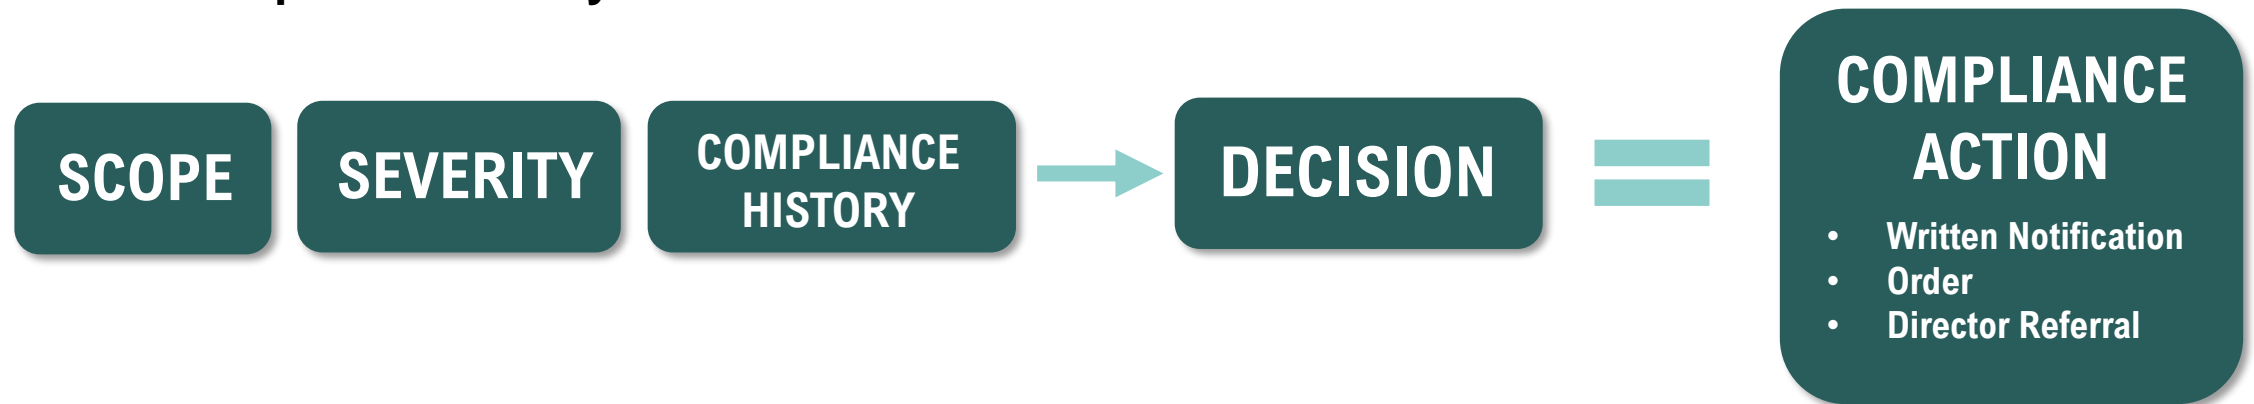 SCOPE
SEVERITY
COMPLIANCE
HISTORY
DECISION
COMPLIANCE
ACTION
• Written Notification
• Order
• Director Referral